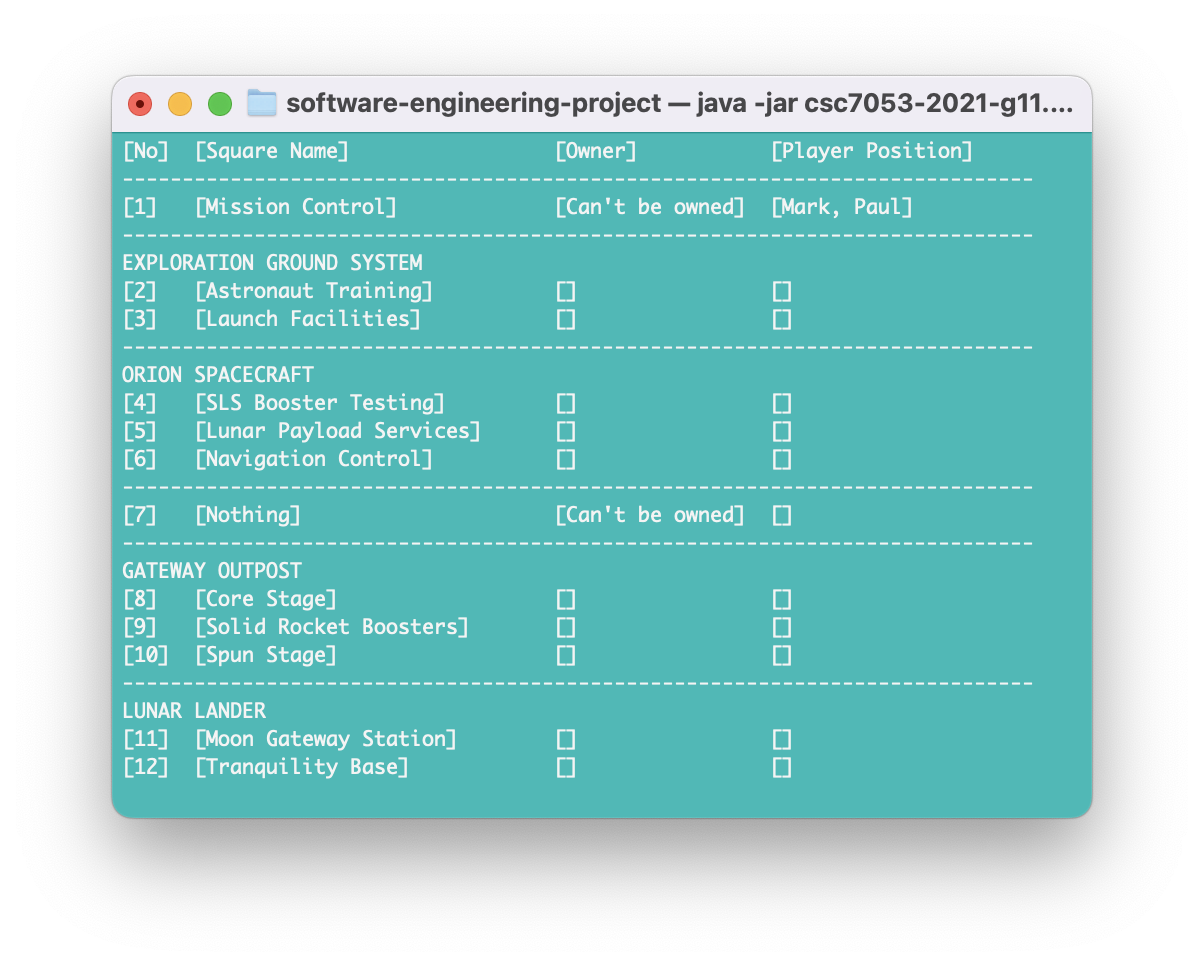 software-engineering-project — java -jar csc7053-2021-g11....
[No] [Square Name] [Owner] [Player Position]
----------------------------------------------------------------------------
[1] [Mission Control] [Can't be owned] [Mark, Paul]
----------------------------------------------------------------------------
EXPLORATION GROUND SYSTEM
[2] [Astronaut Training] [] []
[3] [Launch Facilities] [] []
----------------------------------------------------------------------------
ORION SPACECRAFT
[4] [SLS Booster Testing] [] []
[5] [Lunar Payload Services] [] []
[6] [Navigation Control] [] []
----------------------------------------------------------------------------
[7] [Nothing] [Can't be owned] []
----------------------------------------------------------------------------
GATEWAY OUTPOST
[8] [Core Stage] [] []
[9] [Solid Rocket Boosters] [] []
[10] [Spun Stage] [] []
----------------------------------------------------------------------------
LUNAR LANDER
[11] [Moon Gateway Station] [] []
[12] [Tranquility Base] [] []